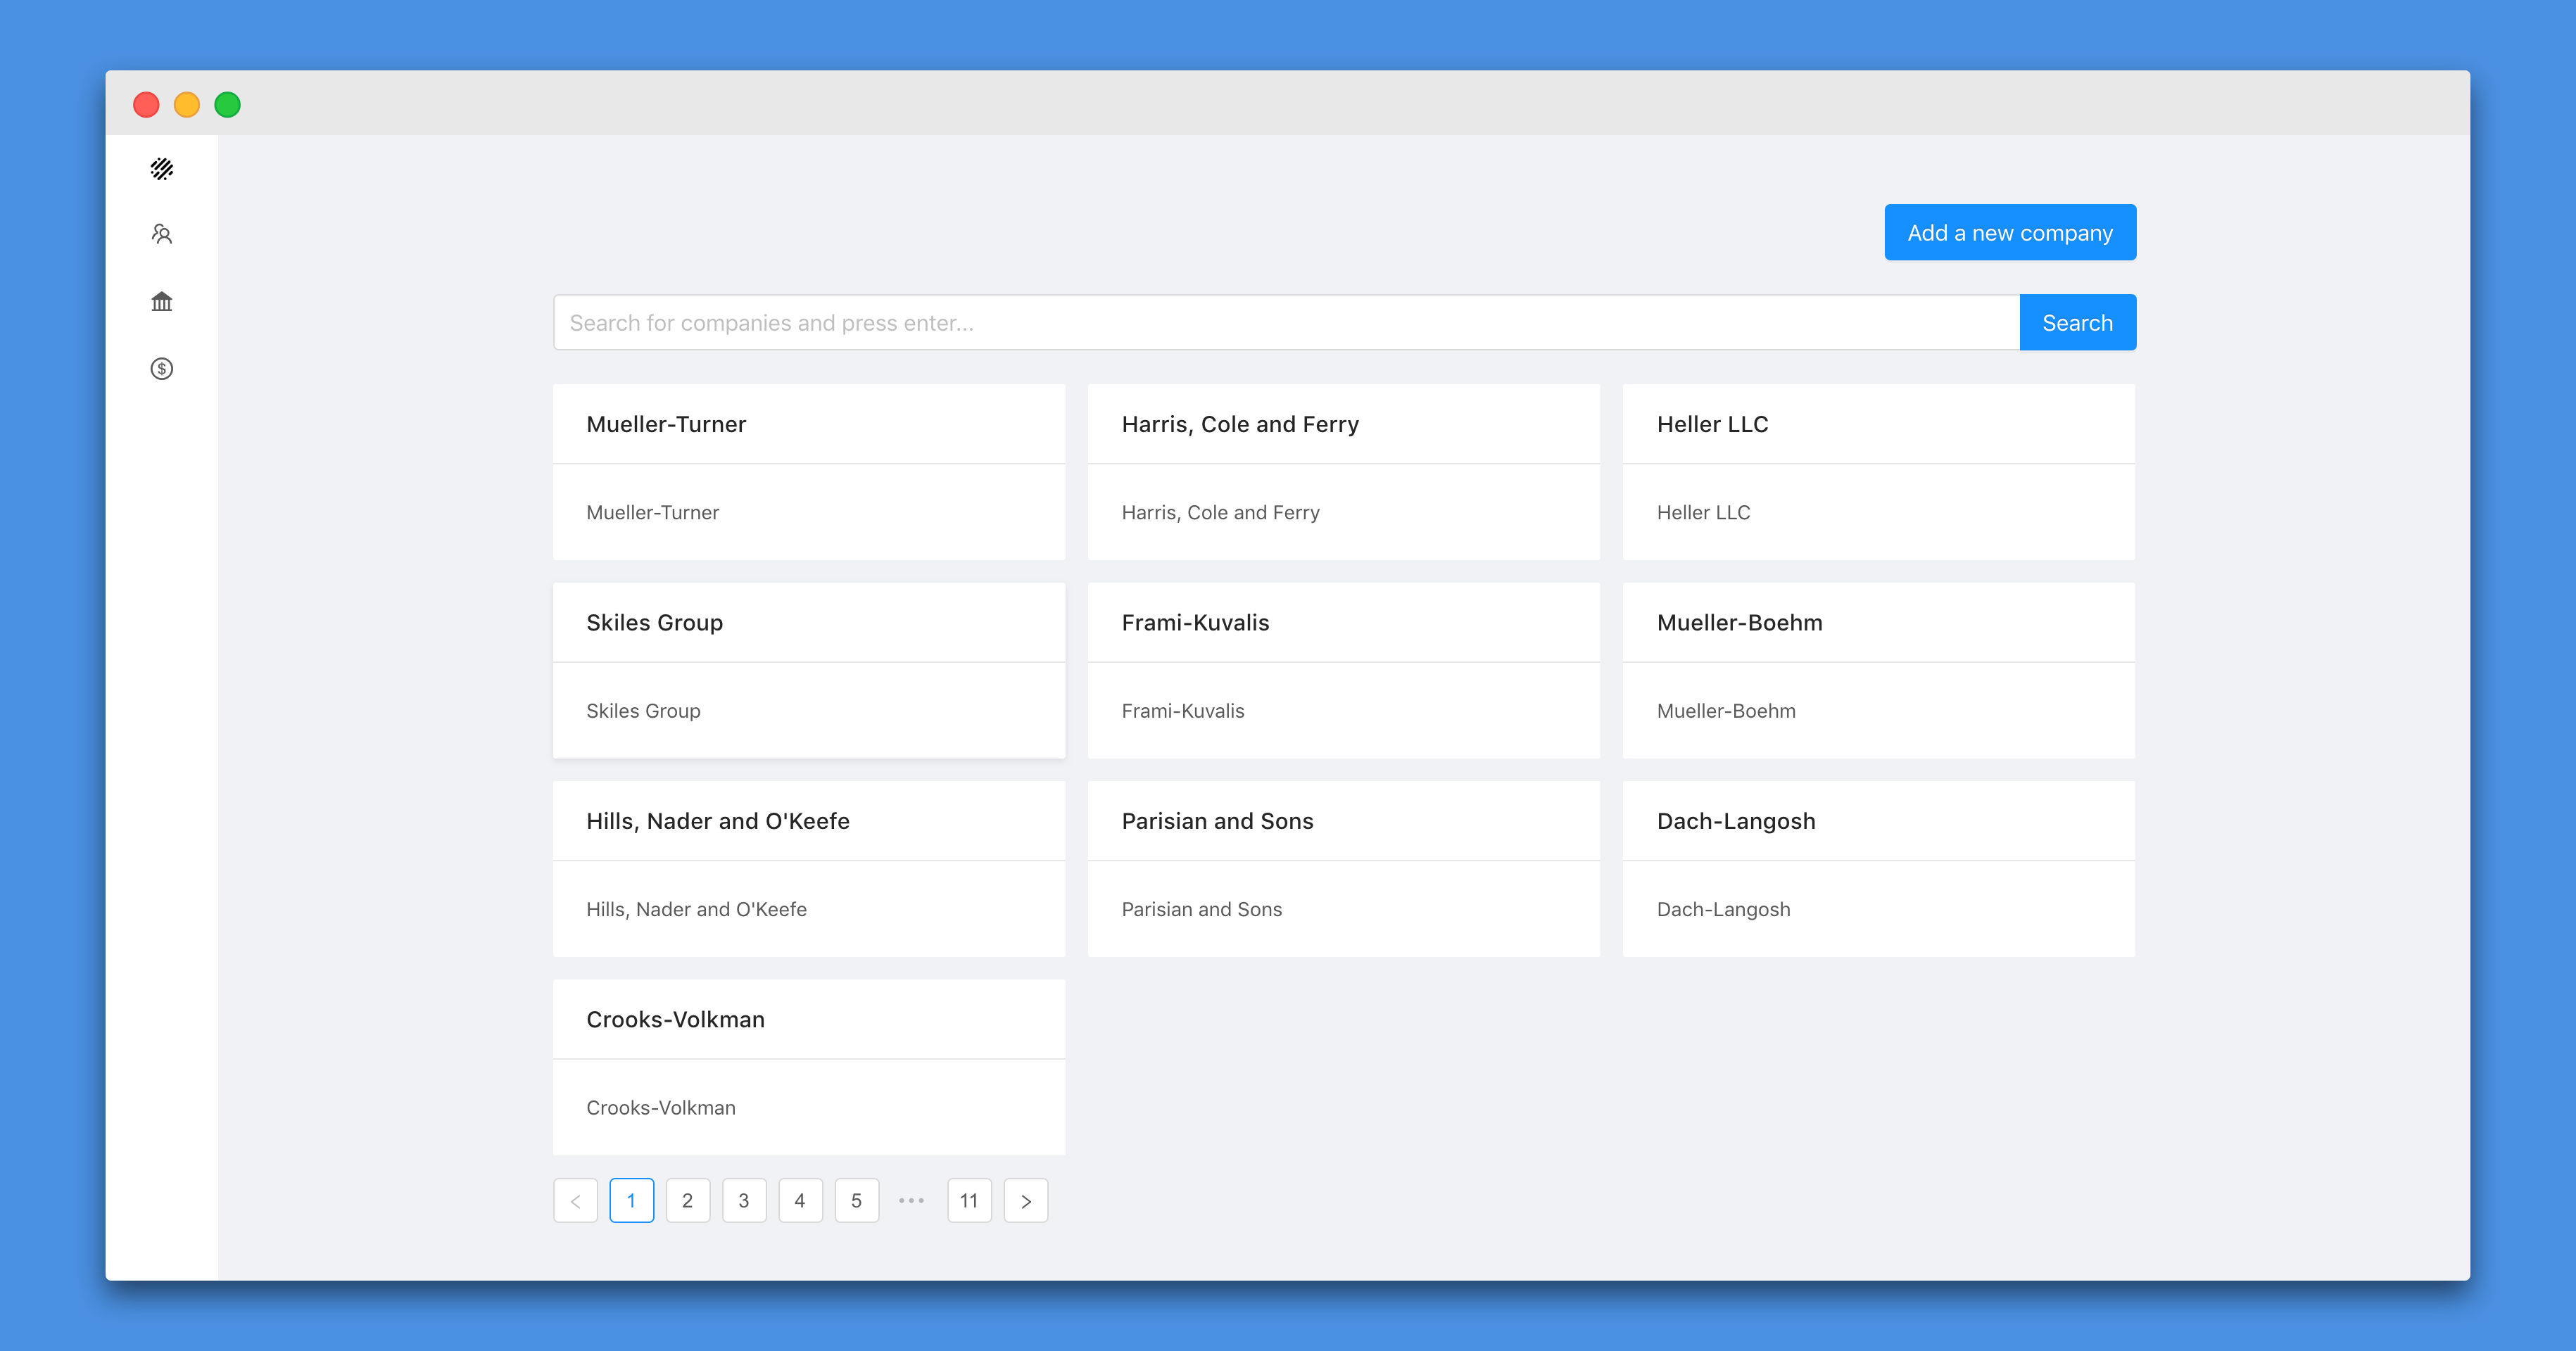 Add a new company
Search for companies and press enter...
Search
Mueller-Turner
Mueller-Turner
Harris, Cole and Ferry
Harris, Cole and Ferry
Heller LLC
Heller LLC
Skiles Group
Skiles Group
Frami-Kuvalis
Frami-Kuvalis
Mueller-Boehm
Mueller-Boehm
Hills, Nader and O'Keefe
Hills, Nader and O'Keefe
Parisian and Sons
Parisian and Sons
Dach-Langosh
Dach-Langosh
Crooks-Volkman
Crooks-Volkman
< 1 2 3 4 5 ••• 11 >